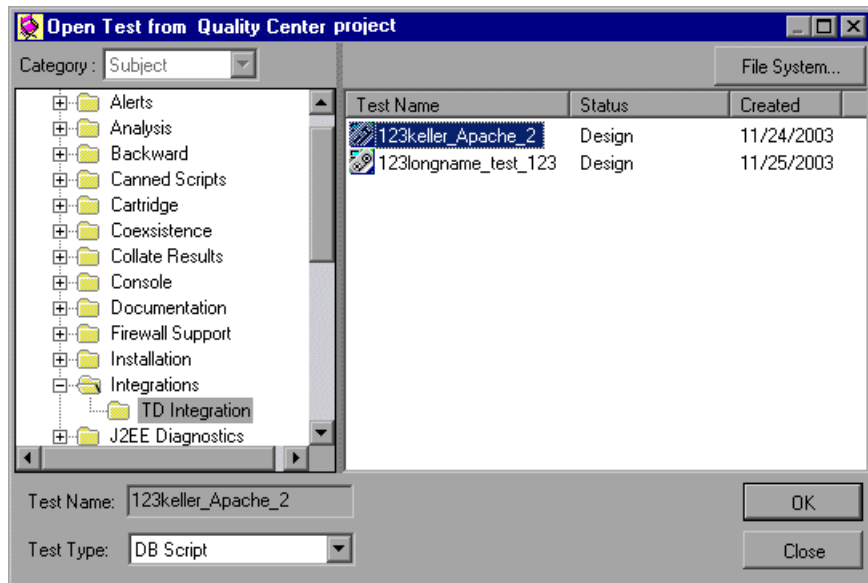 Open Test from Quality Center project
Category : Subject
File System...
Alerts
Analysis
Backward
Canned Scripts
Cartridge
Coexsistence
Collate Results
Console
Documentation
Firewall Support
Installation
Integrations
TD Integration
J2EE Diagnostics
Test Name Status Created
123keller_Apache_2 Design 11/24/2003
123longname_test_123 Design 11/25/2003
Test Name: 123keller_Apache_2
OK
Test Type: DB Script
Close